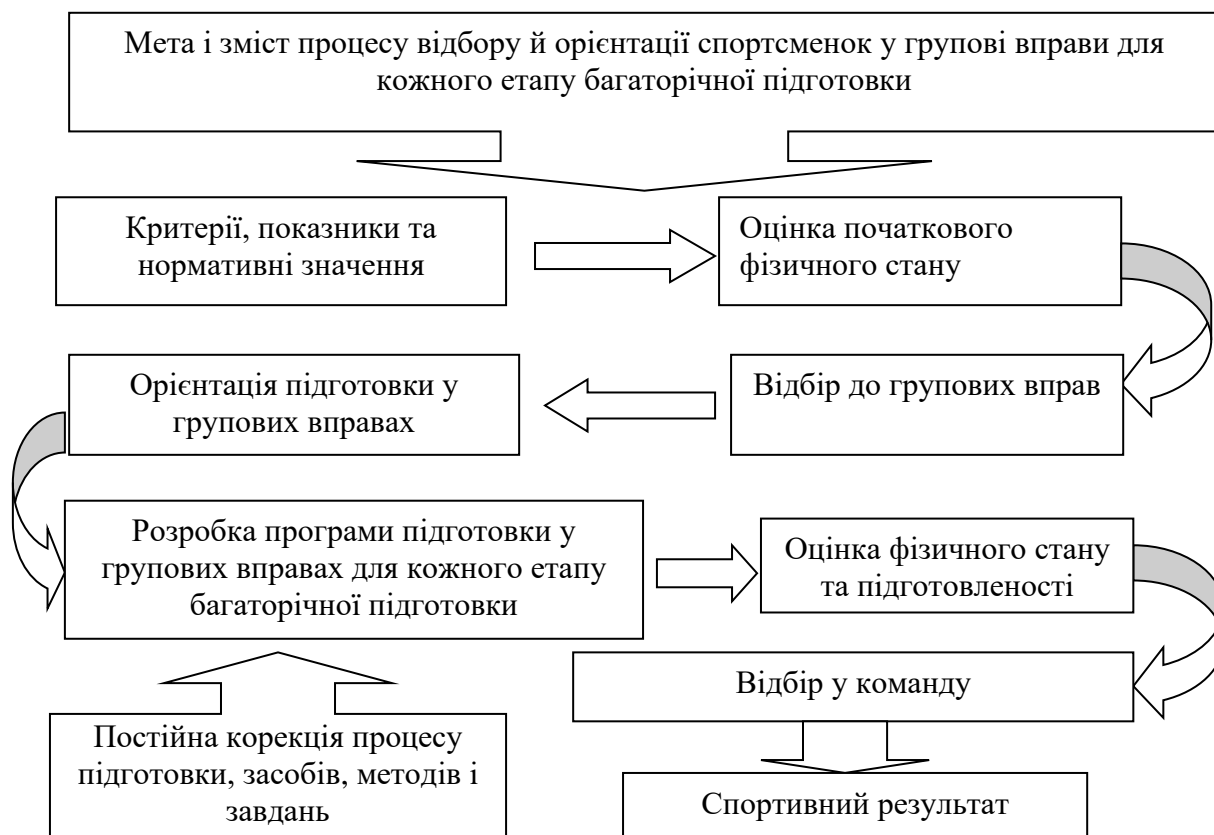 Мета і зміст процесу відбору й орієнтації спортсменок у групові вправи для
кожного етапу багаторічної підготовки
Критерії, показники та
нормативні значення
Оцінка початкового
фізичного стану
Орієнтація підготовки у
групових вправах
Відбір до групових вправ
Розробка програми підготовки у
групових вправах для кожного етапу
багаторічної підготовки
Оцінка фізичного стану
та підготовленості
Відбір у команду
Постійна корекція процесу
підготовки, засобів, методів і
завдань
Спортивний результат